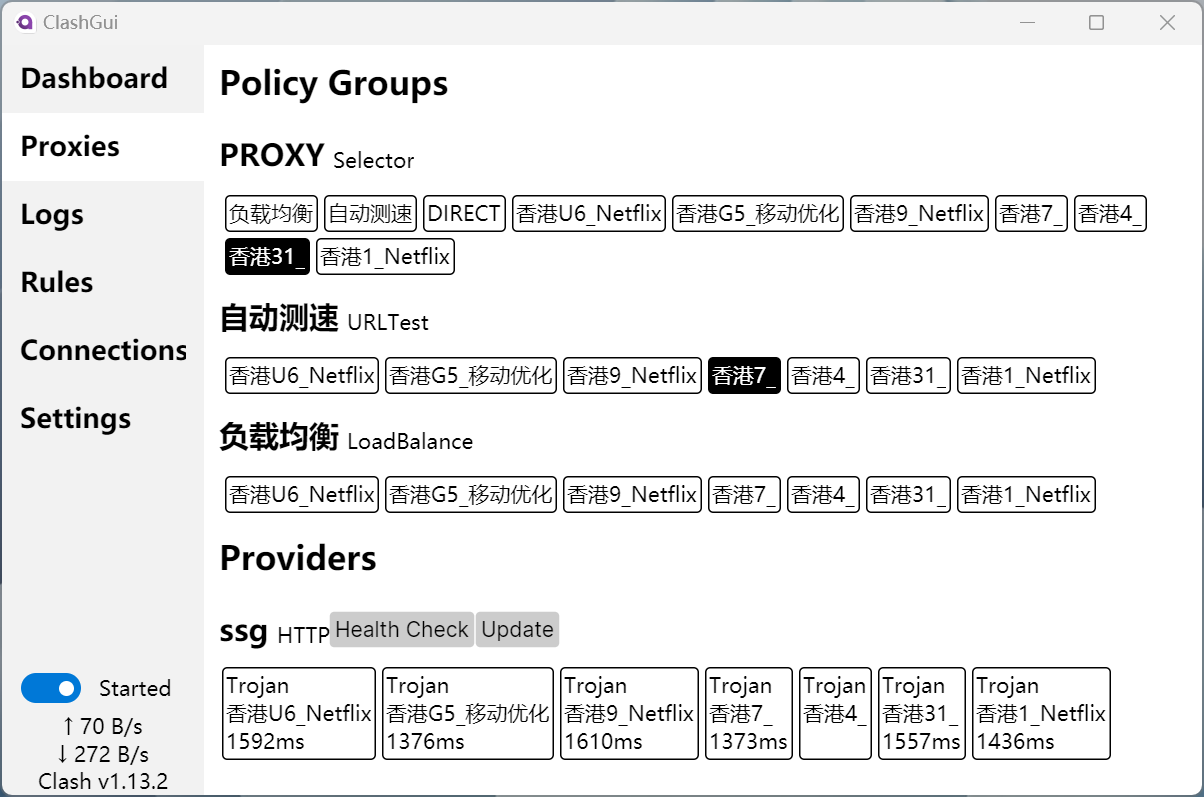 ClashGui
Dashboard
Proxies
Logs
Rules
Connections
Settings
Started
↑ 70 B/s
↓ 272 B/s
Clash v1.13.2
Policy Groups
PROXY Selector
负载均衡 自动测速 DIRECT 香港U6_Netflix 香港G5_移动优化 香港9_Netflix 香港7_ 香港4_
香港31_ 香港1_Netflix
自动测速 URLTest
香港U6_Netflix 香港G5_移动优化 香港9_Netflix 香港7_ 香港4_ 香港31_ 香港1_Netflix
负载均衡 LoadBalance
香港U6_Netflix 香港G5_移动优化 香港9_Netflix 香港7_ 香港4_ 香港31_ 香港1_Netflix
Providers
ssg HTTP Health Check Update
Trojan Trojan Trojan Trojan Trojan Trojan Trojan
香港U6_Netflix 香港G5_移动优化 香港9_Netflix 香港7_ 香港4_ 香港31_ 香港1_Netflix
1592ms 1376ms 1610ms 1373ms 1557ms 1436ms